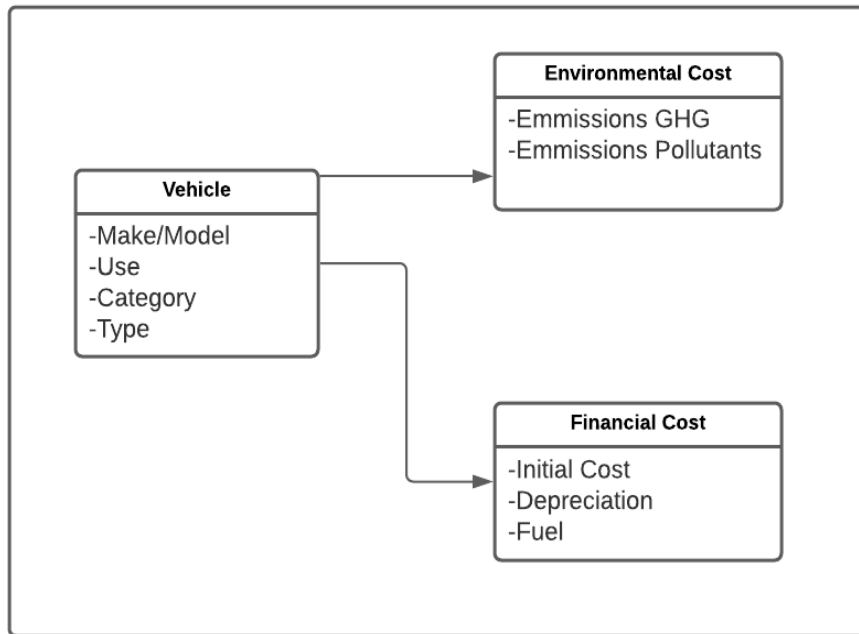 Environmental Cost
-Emmissions GHG
-Emmissions Pollutants
Vehicle
-Make/Model
-Use
-Category
-Type
Financial Cost
-Initial Cost
-Depreciation
-Fuel